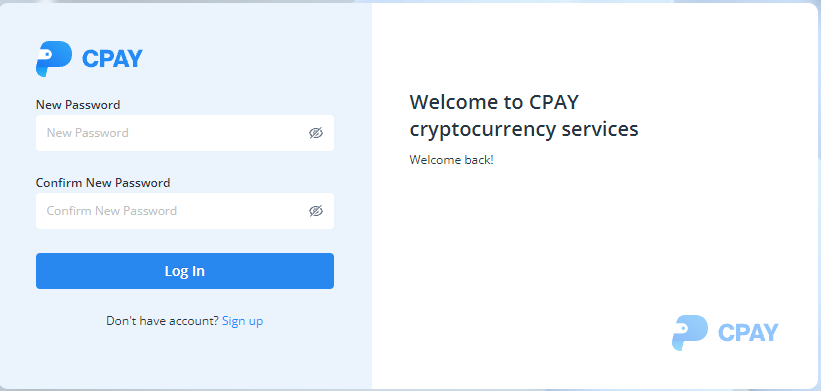 CPAY
New Password
New Password
Confirm New Password
Confirm New Password
Log In
Don't have account? Sign up
Welcome to CPAY
cryptocurrency services
Welcome back!
CPAY